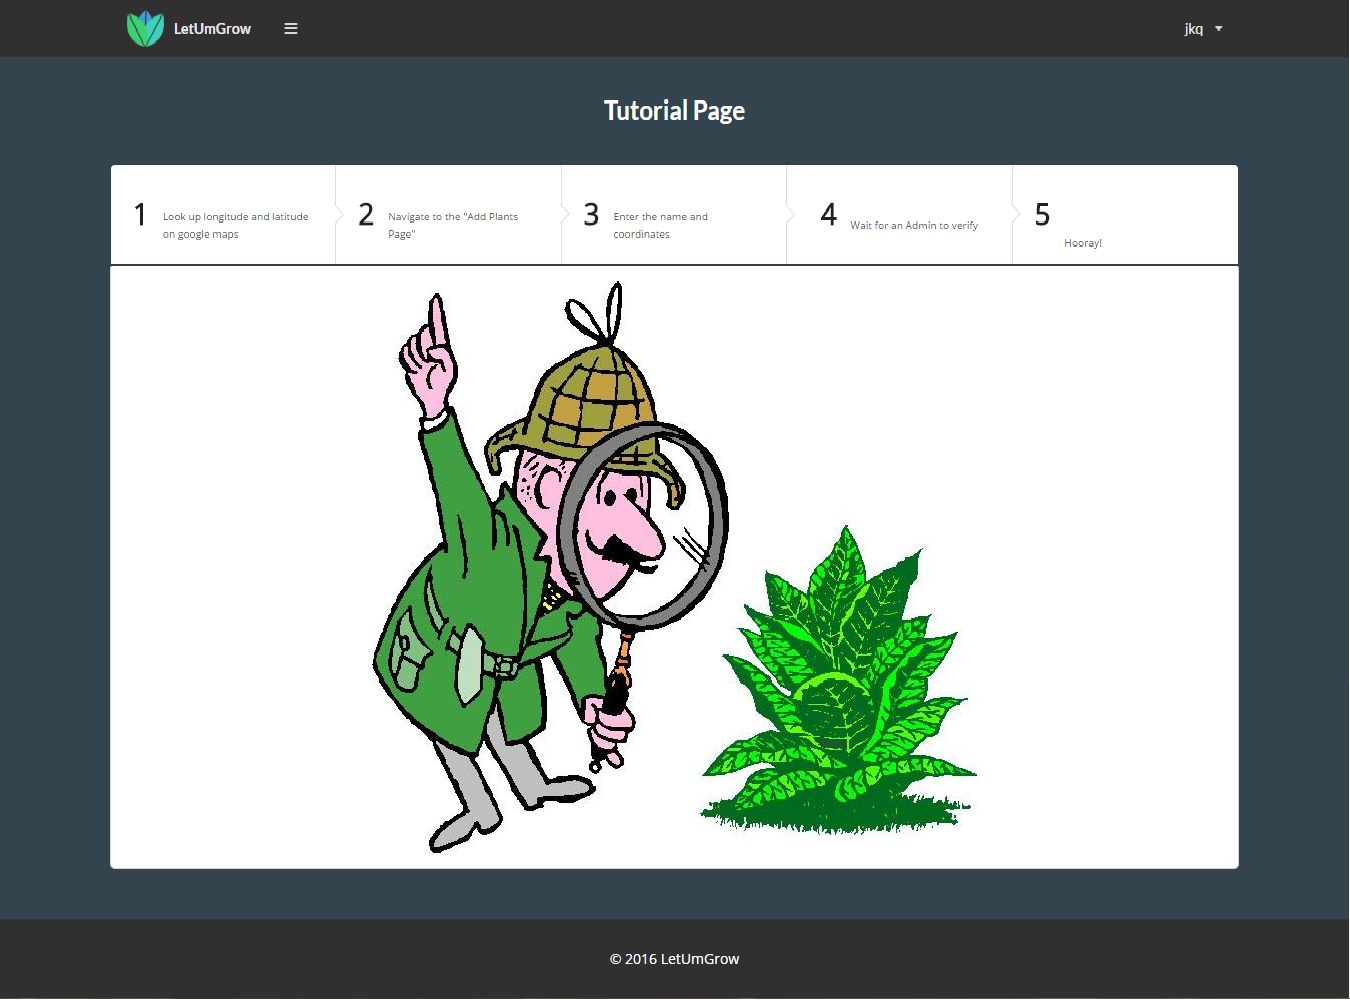 LetUmGrow
jkq
Tutorial Page
1
Look up longitude and latitude
on google maps
2
Navigate to the "Add Plants
Page"
3
Enter the name and
coordinates
4
Wait for an Admin to verify
5
Hooray!
© 2016 LetUmGrow